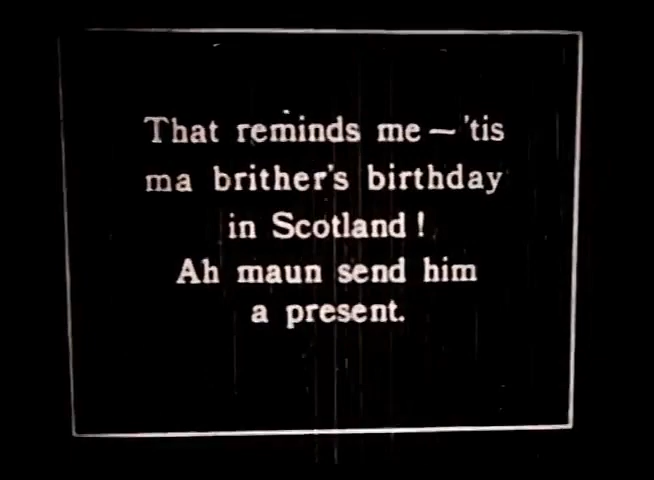 That reminds me — 'tis
ma brither's birthday
in Scotland!
Ah maun send him
a present.